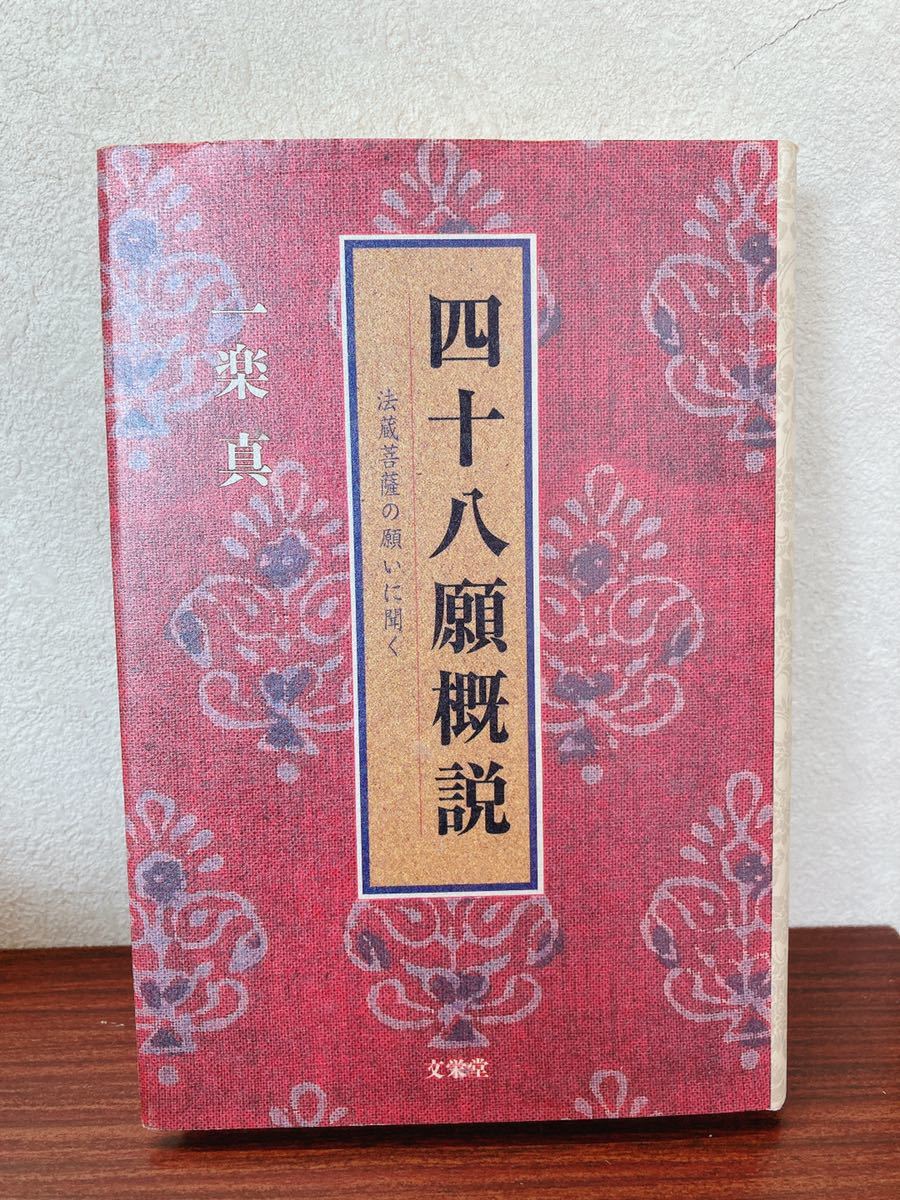 四十八願概説
法蔵菩薩の願いに聞く
一楽 真
文栄堂